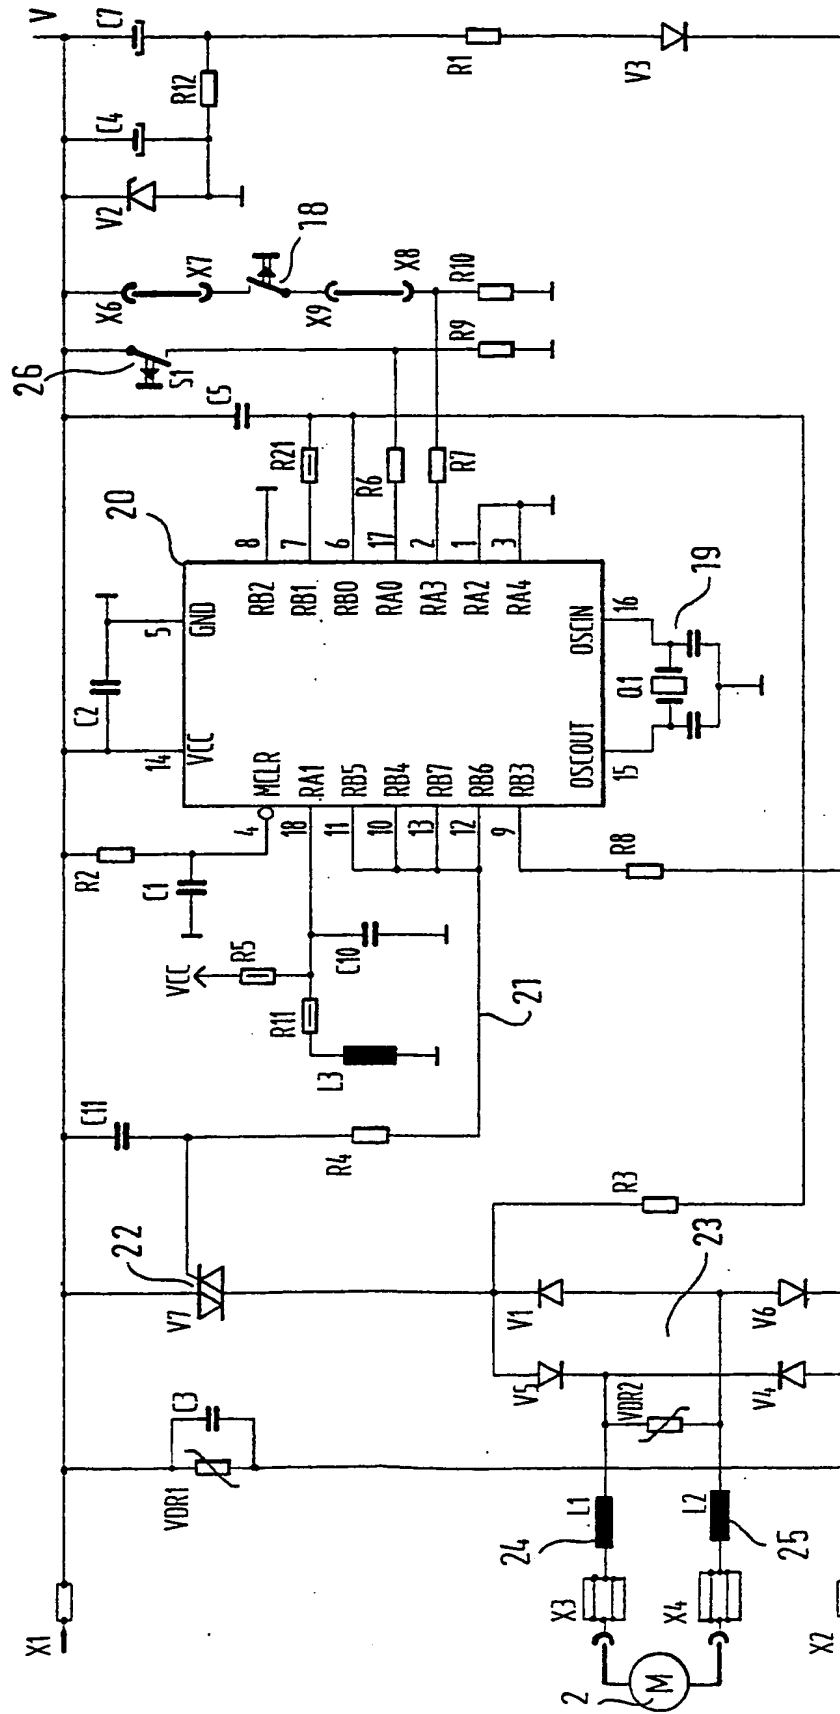 X1
VDR1
C3
V7
22
C11
R4
L3
R11
VCC
R5
C10
21
C1
R2
4
MCLR
18
RA1
11
RB5
10
RB4
13
RB7
12
RB6
9
RB3
R8
14
VCC
C2
5
GND
20
OSCOUT
15
OSCIN
16
Q1
19
8
RB2
7
RB1
6
RB0
17
RA0
2
RA3
1
RA2
3
RA4
R21
R6
R7
C5
26
S1
R9
X6
X7
18
X9
X8
R10
V2
C4
R12
C7
V
R1
V3
2
M
X3
X4
24
L1
25
L2
VDR2
V5
V1
V4
V6
23
R3
X2